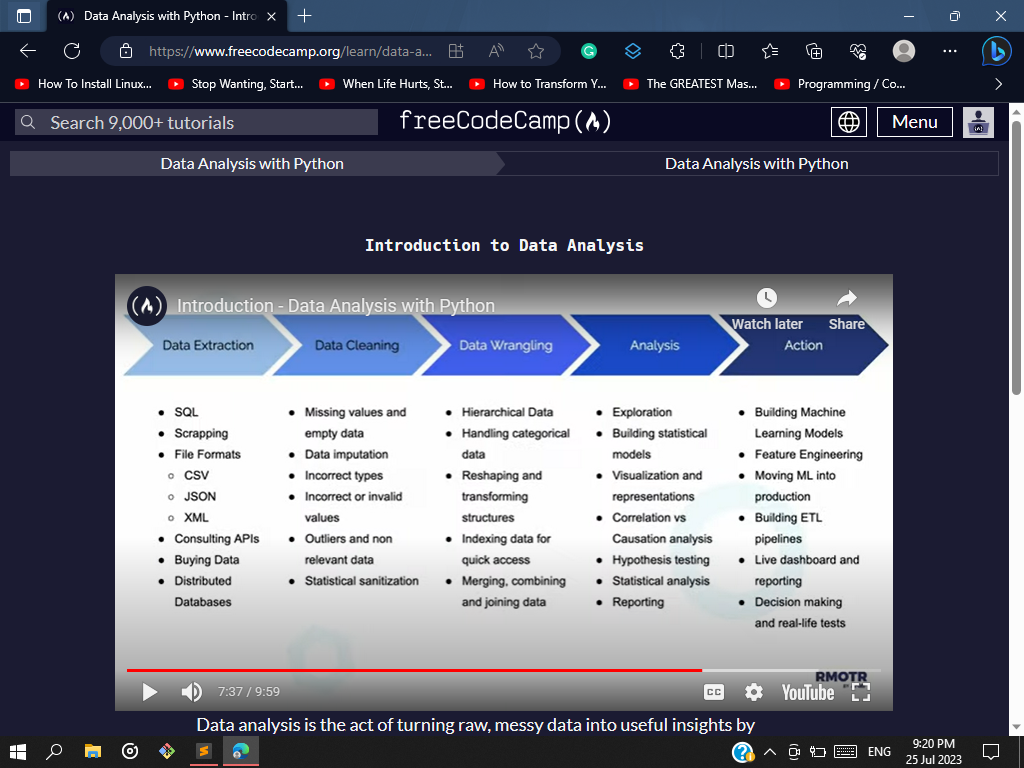 Data Analysis with Python - Intro
https://www.freecodecamp.org/learn/data-a...
How To Install Linux...
Stop Wanting, Start...
When Life Hurts, St...
How to Transform Y...
The GREATEST Mas...
Programming / Co...
Search 9,000+ tutorials
freeCodeCamp(🔥)
Menu
Data Analysis with Python
Data Analysis with Python
Introduction to Data Analysis
Introduction - Data Analysis with Python
Watch later
Share
Data Extraction
Data Cleaning
Data Wrangling
Analysis
Action
SQL
Scrapping
File Formats
CSV
JSON
XML
Consulting APIs
Buying Data
Distributed
Databases
Missing values and
empty data
Data imputation
Incorrect types
Incorrect or invalid
values
Outliers and non
relevant data
Statistical sanitization
Hierarchical Data
Handling categorical
data
Reshaping and
transforming
structures
Indexing data for
quick access
Merging, combining
and joining data
Exploration
Building statistical
models
Visualization and
representations
Correlation vs
Causation analysis
Hypothesis testing
Statistical analysis
Reporting
Building Machine
Learning Models
Feature Engineering
Moving ML into
production
Building ETL
pipelines
Live dashboard and
reporting
Decision making
and real-life tests
RMOTR
7:37 / 9:59
CC
YouTube
Data analysis is the act of turning raw, messy data into useful insights by
ENG
9:20 PM
25 Jul 2023